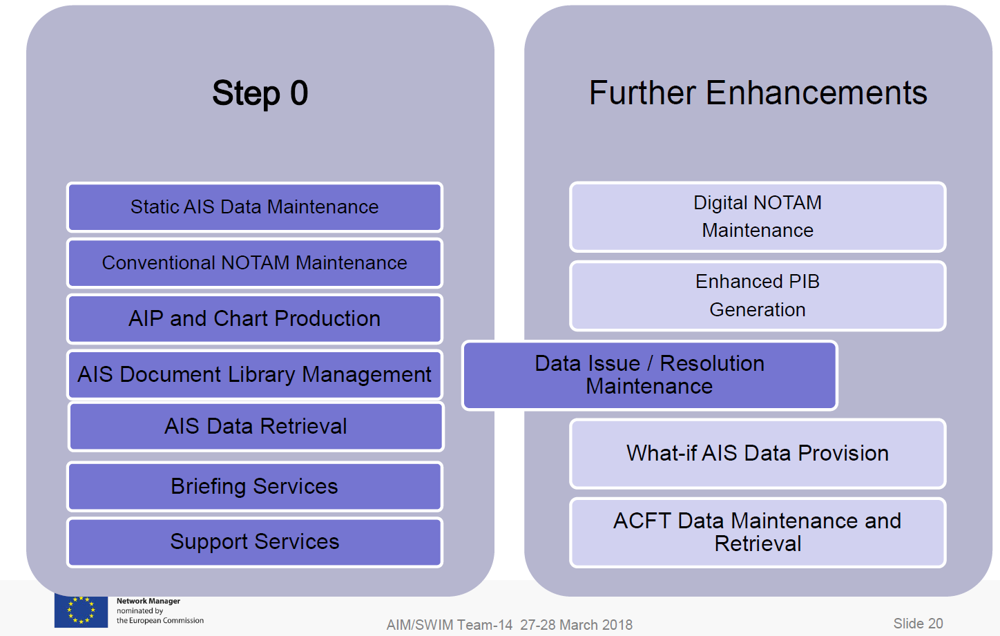 Step 0
Static AIS Data Maintenance
Conventional NOTAM Maintenance
AIP and Chart Production
AIS Document Library Management
AIS Data Retrieval
Briefing Services
Support Services
Further Enhancements
Digital NOTAM
Maintenance
Enhanced PIB
Generation
Data Issue / Resolution
Maintenance
What-if AIS Data Provision
ACFT Data Maintenance and
Retrieval
Network Manager
nominated by
the European Commission
AIM/SWIM Team-14 27-28 March 2018
Slide 20